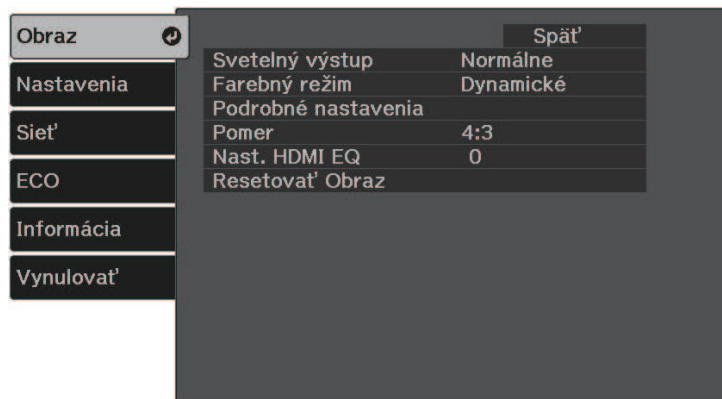 Obraz
Nastavenia
Sieť
ECO
Informácia
Vynulovať
Späť
Svetelný výstup Normálne
Farebný režim Dynamické
Podrobné nastavenia
Pomer 4:3
Nast. HDMI EQ 0
Resetovať Obraz